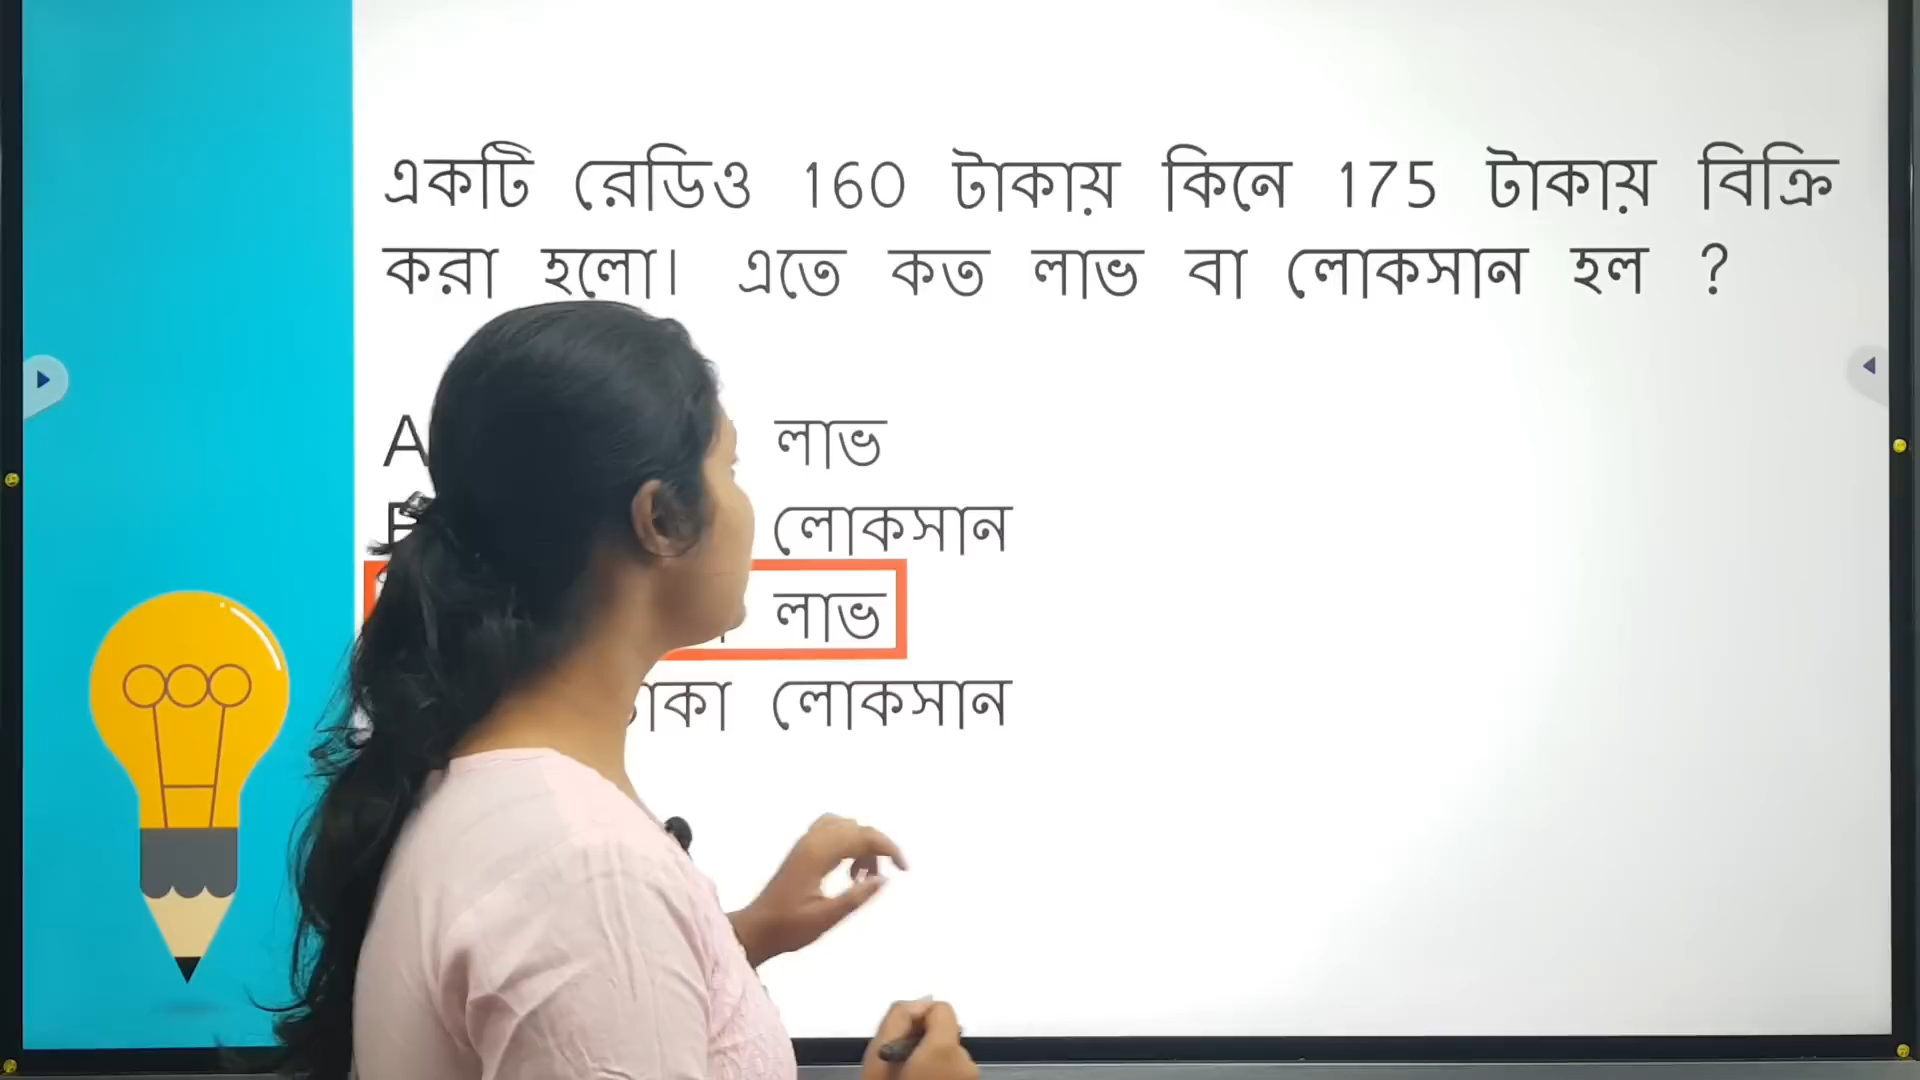 একটি রেডিও 160 টাকায় কিনে 175 টাকায় বিক্রি
করা হলো। এতে কত লাভ বা লোকসান হল ?
A লাভ
লোকসান
লাভ
লোকসান